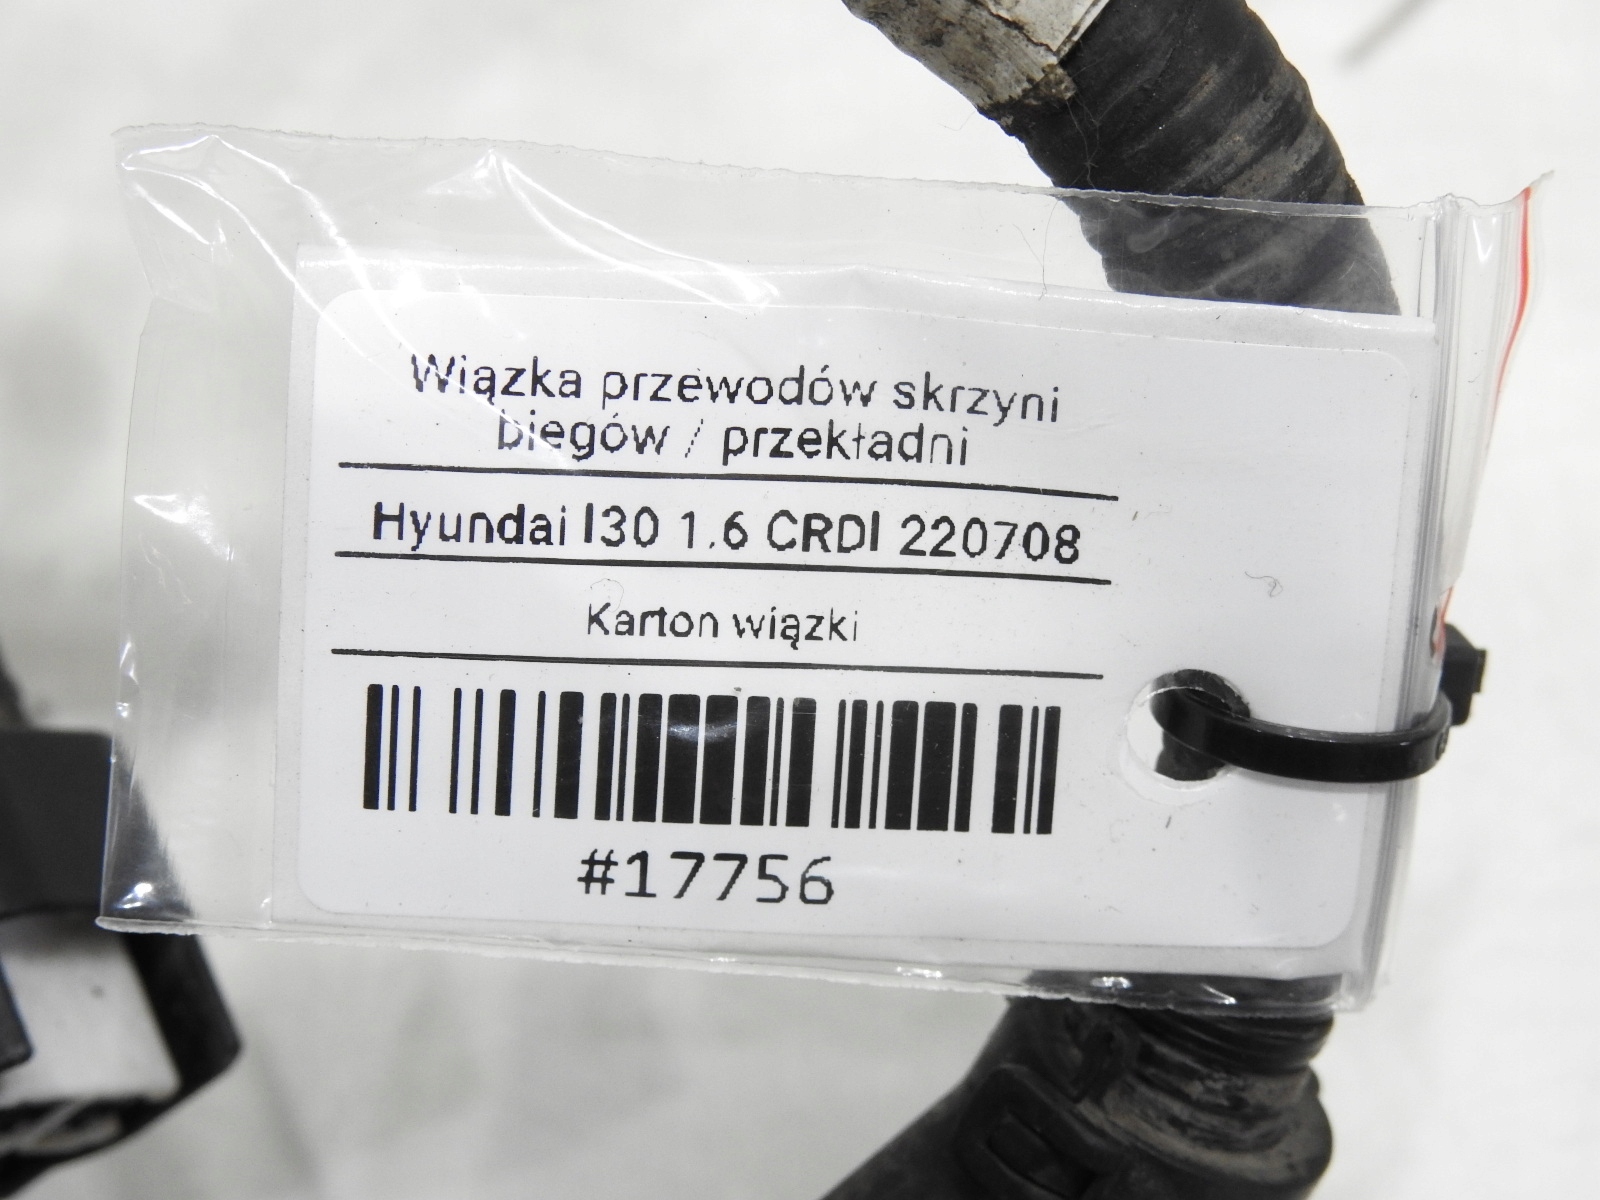 Wiązka przewodów skrzyni
biegów / przekładni
Hyundai I30 1.6 CRDI 220708
Karton wiązki
#17756